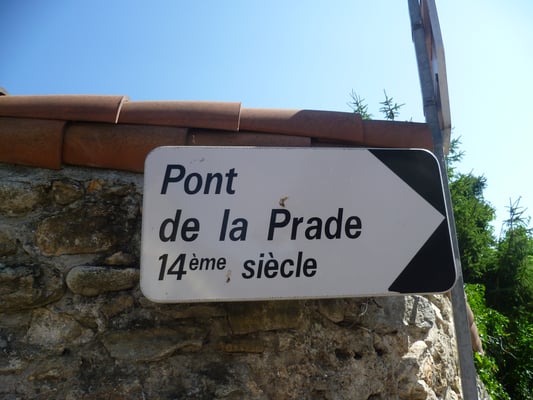 Pont
de la Prade
14ème siècle